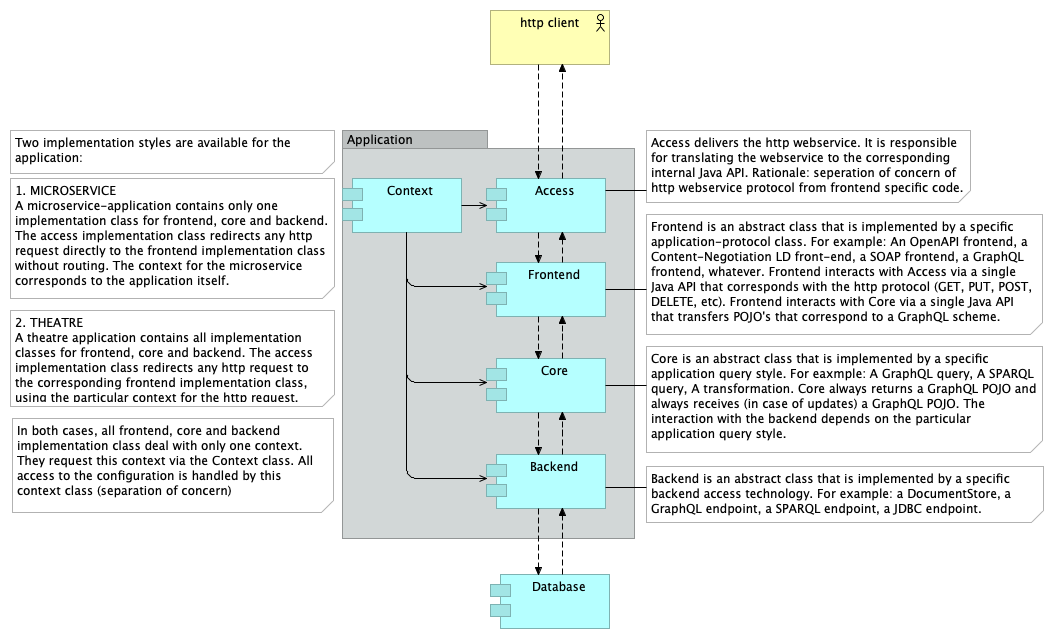 http client
Two implementation styles are available for the
application:
1. MICROSERVICE
A microservice-application contains only one
implementation class for frontend, core and backend.
The access implementation class redirects any http
request directly to the frontend implementation class
without routing. The context for the microservice
corresponds to the application itself.
2. THEATRE
A theatre application contains all implementation
classes for frontend, core and backend. The access
implementation class redirects any http request to
the corresponding frontend implementation class,
using the particular context for the http request.
In both cases, all frontend, core and backend
implementation class deal with only one context.
They request this context via the Context class. All
access to the configuration is handled by this
context class (separation of concern)
Application
Context
Access
Frontend
Core
Backend
Database
Access delivers the http webservice. It is responsible
for translating the webservice to the corresponding
internal Java API. Rationale: seperation of concern of
http webservice protocol from frontend specific code.
Frontend is an abstract class that is implemented by a specific
application-protocol class. For example: An OpenAPI frontend, a
Content-Negotiation LD front-end, a SOAP frontend, a GraphQL
frontend, whatever. Frontend interacts with Access via a single
Java API that corresponds with the http protocol (GET, PUT, POST,
DELETE, etc). Frontend interacts with Core via a single Java API
that transfers POJO's that correspond to a GraphQL scheme.
Core is an abstract class that is implemented by a specific
application query style. For eaxmple: A GraphQL query, A SPARQL
query, A transformation. Core always returns a GraphQL POJO and
always receives (in case of updates) a GraphQL POJO. The
interaction with the backend depends on the particular
application query style.
Backend is an abstract class that is implemented by a specific
backend access technology. For example: a DocumentStore, a
GraphQL endpoint, a SPARQL endpoint, a JDBC endpoint.